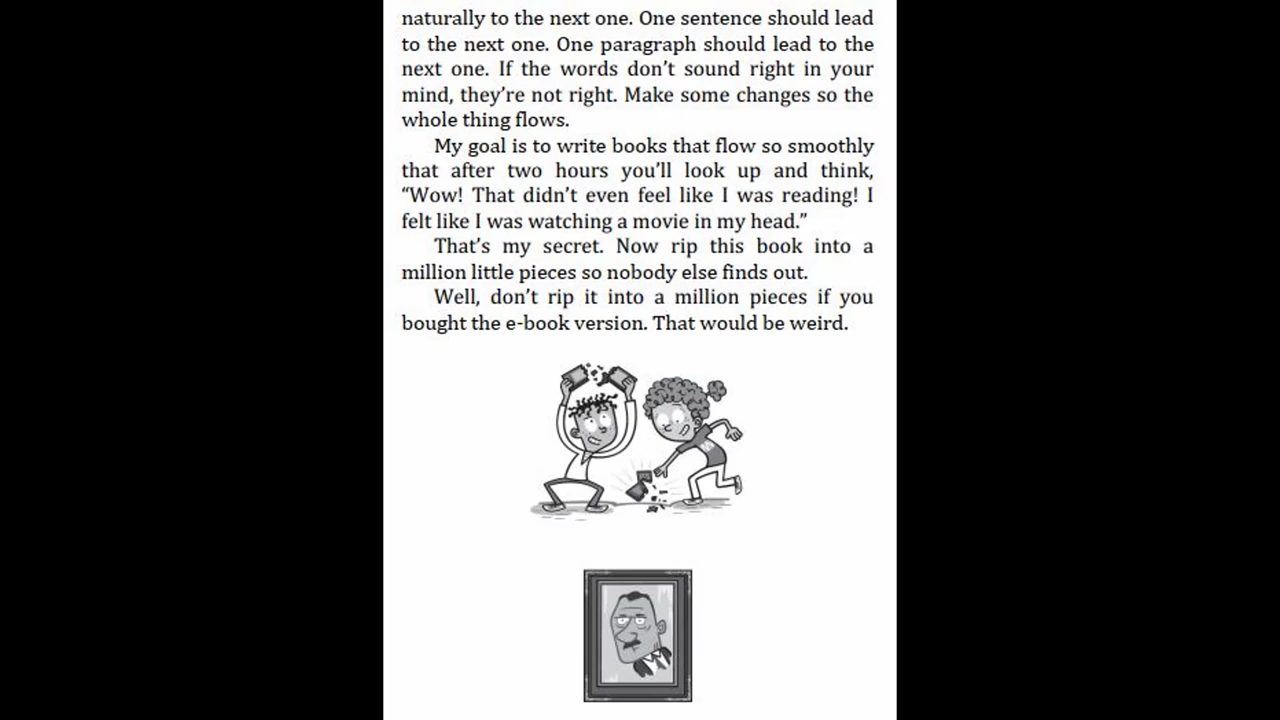 naturally to the next one. One sentence should lead
to the next one. One paragraph should lead to the
next one. If the words don’t sound right in your
mind, they’re not right. Make some changes so the
whole thing flows.
My goal is to write books that flow so smoothly
that after two hours you’ll look up and think,
“Wow! That didn’t even feel like I was reading! I
felt like I was watching a movie in my head.”
That’s my secret. Now rip this book into a
million little pieces so nobody else finds out.
Well, don’t rip it into a million pieces if you
bought the e-book version. That would be weird.